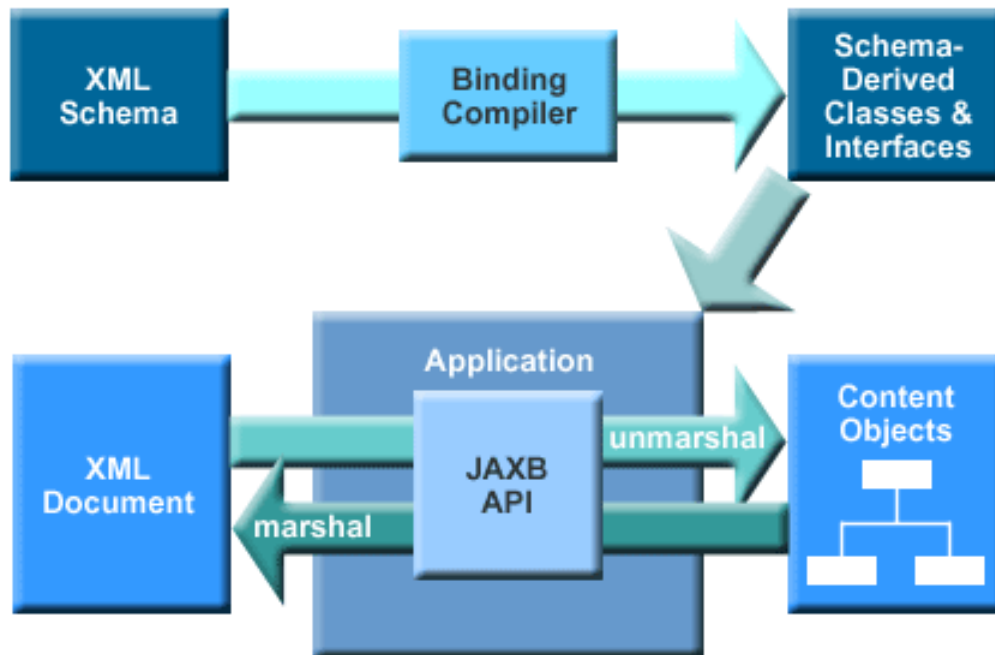 XML
Schema
Binding
Compiler
Schema-
Derived
Classes &
Interfaces
Application
XML
Document
JAXB
API
unmarshal
marshal
Content
Objects